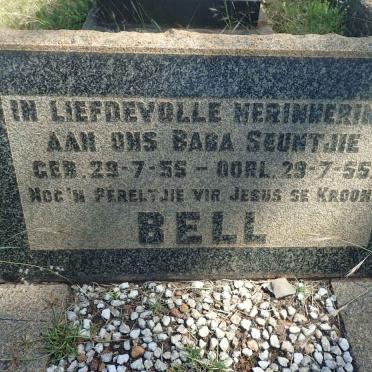 IN LIEFDEVOLLE HERINNERIN
AAN ONS BABA SEUNTJIE
GEB. 29-7-55 - OORL. 29-7-55.
NOG 'N PERELTJIE VIR JESUS SE KROON
BELL